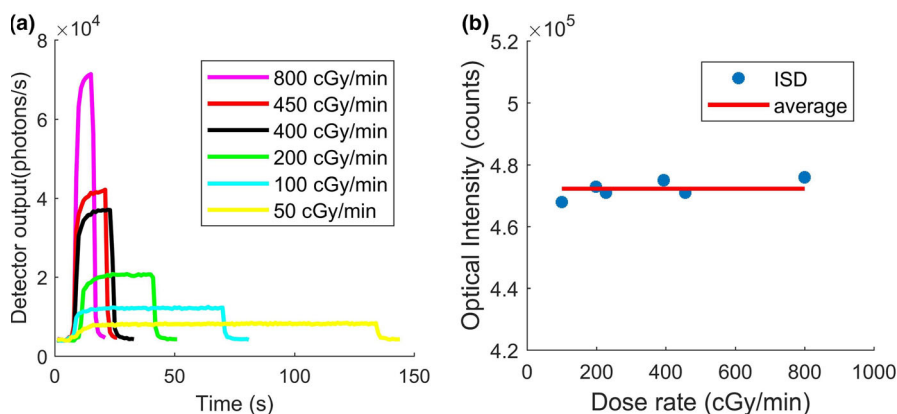 (a)
×10⁴
8
6
4
2
0
Detector output(photons/s)
800 cGy/min
450 cGy/min
400 cGy/min
200 cGy/min
100 cGy/min
50 cGy/min
0 50 100 150
Time (s)
(b)
×10⁵
5.2
5
4.8
4.6
4.4
4.2
Optical Intensity (counts)
ISD
average
0 200 400 600 800 1000
Dose rate (cGy/min)